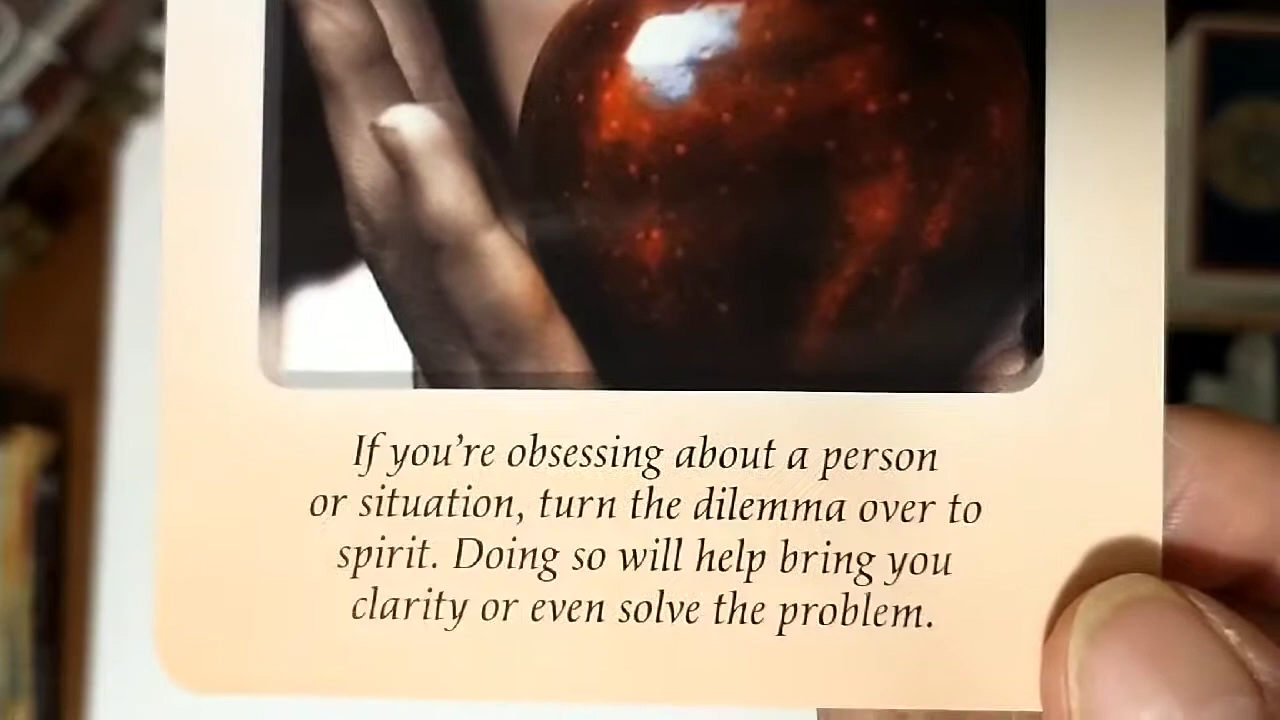 If you're obsessing about a person
or situation, turn the dilemma over to
spirit. Doing so will help bring you
clarity or even solve the problem.